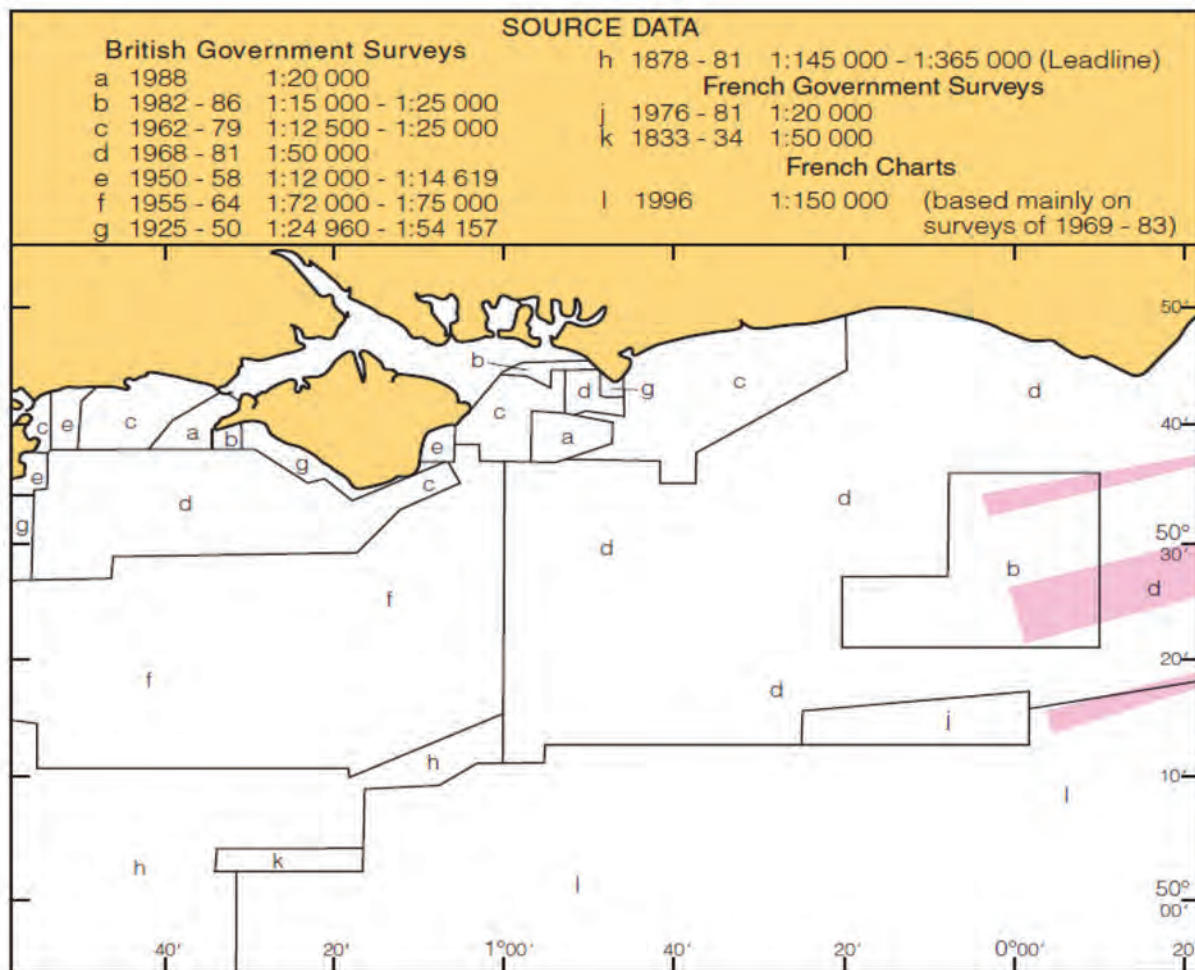 SOURCE DATA
British Government Surveys
a 1988 1:20 000
b 1982 - 86 1:15 000 - 1:25 000
c 1962 - 79 1:12 500 - 1:25 000
d 1968 - 81 1:50 000
e 1950 - 58 1:12 000 - 1:14 619
f 1955 - 64 1:72 000 - 1:75 000
g 1925 - 50 1:24 960 - 1:54 157
h 1878 - 81 1:145 000 - 1:365 000 (Leadline)
French Government Surveys
j 1976 - 81 1:20 000
k 1833 - 34 1:50 000
French Charts
l 1996 1:150 000 (based mainly on
surveys of 1969 - 83)
50′
b
d g c d
c e c a b c a 40′
e g e c
g d d 50°
d b 30′
f d
f d 20′
j
h 10′
l
h k
l 50°
00′
40′ 20′ 1°00′ 40′ 20′ 0°00′ 20